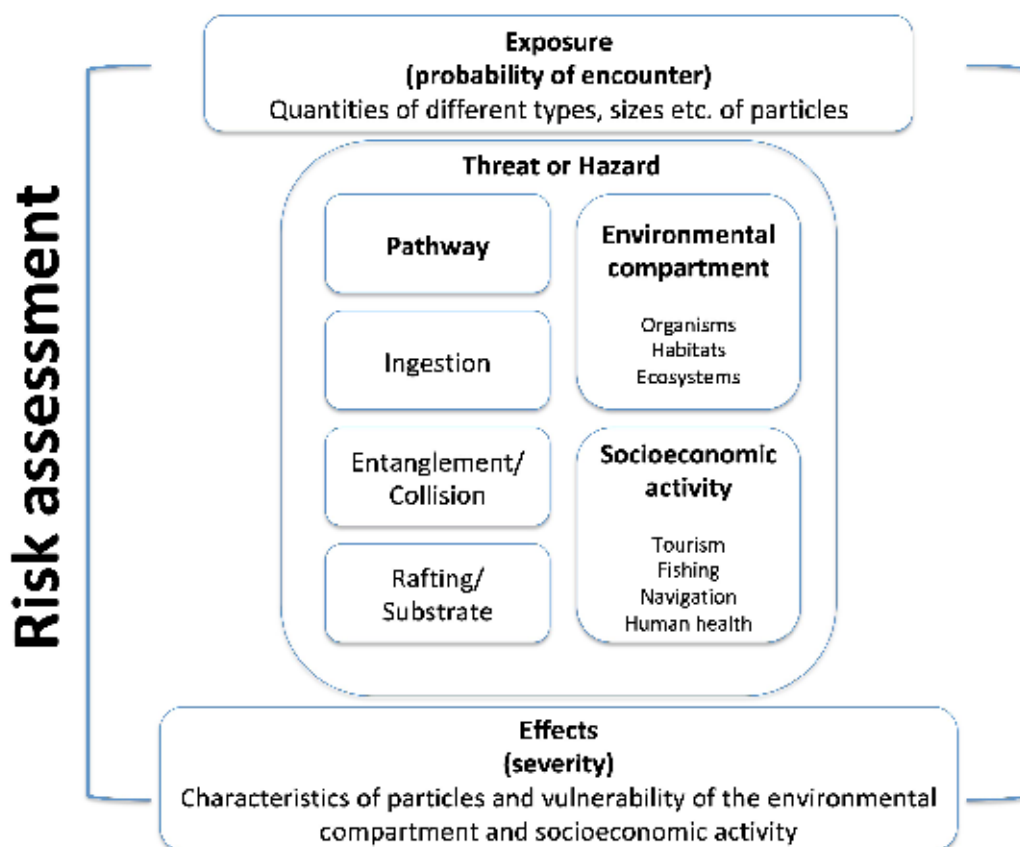 Risk assessment
Exposure
(probability of encounter)
Quantities of different types, sizes etc. of particles
Threat or Hazard
Pathway
Ingestion
Entanglement/
Collision
Rafting/
Substrate
Environmental
compartment
Organisms
Habitats
Ecosystems
Socioeconomic
activity
Tourism
Fishing
Navigation
Human health
Effects
(severity)
Characteristics of particles and vulnerability of the environmental
compartment and socioeconomic activity